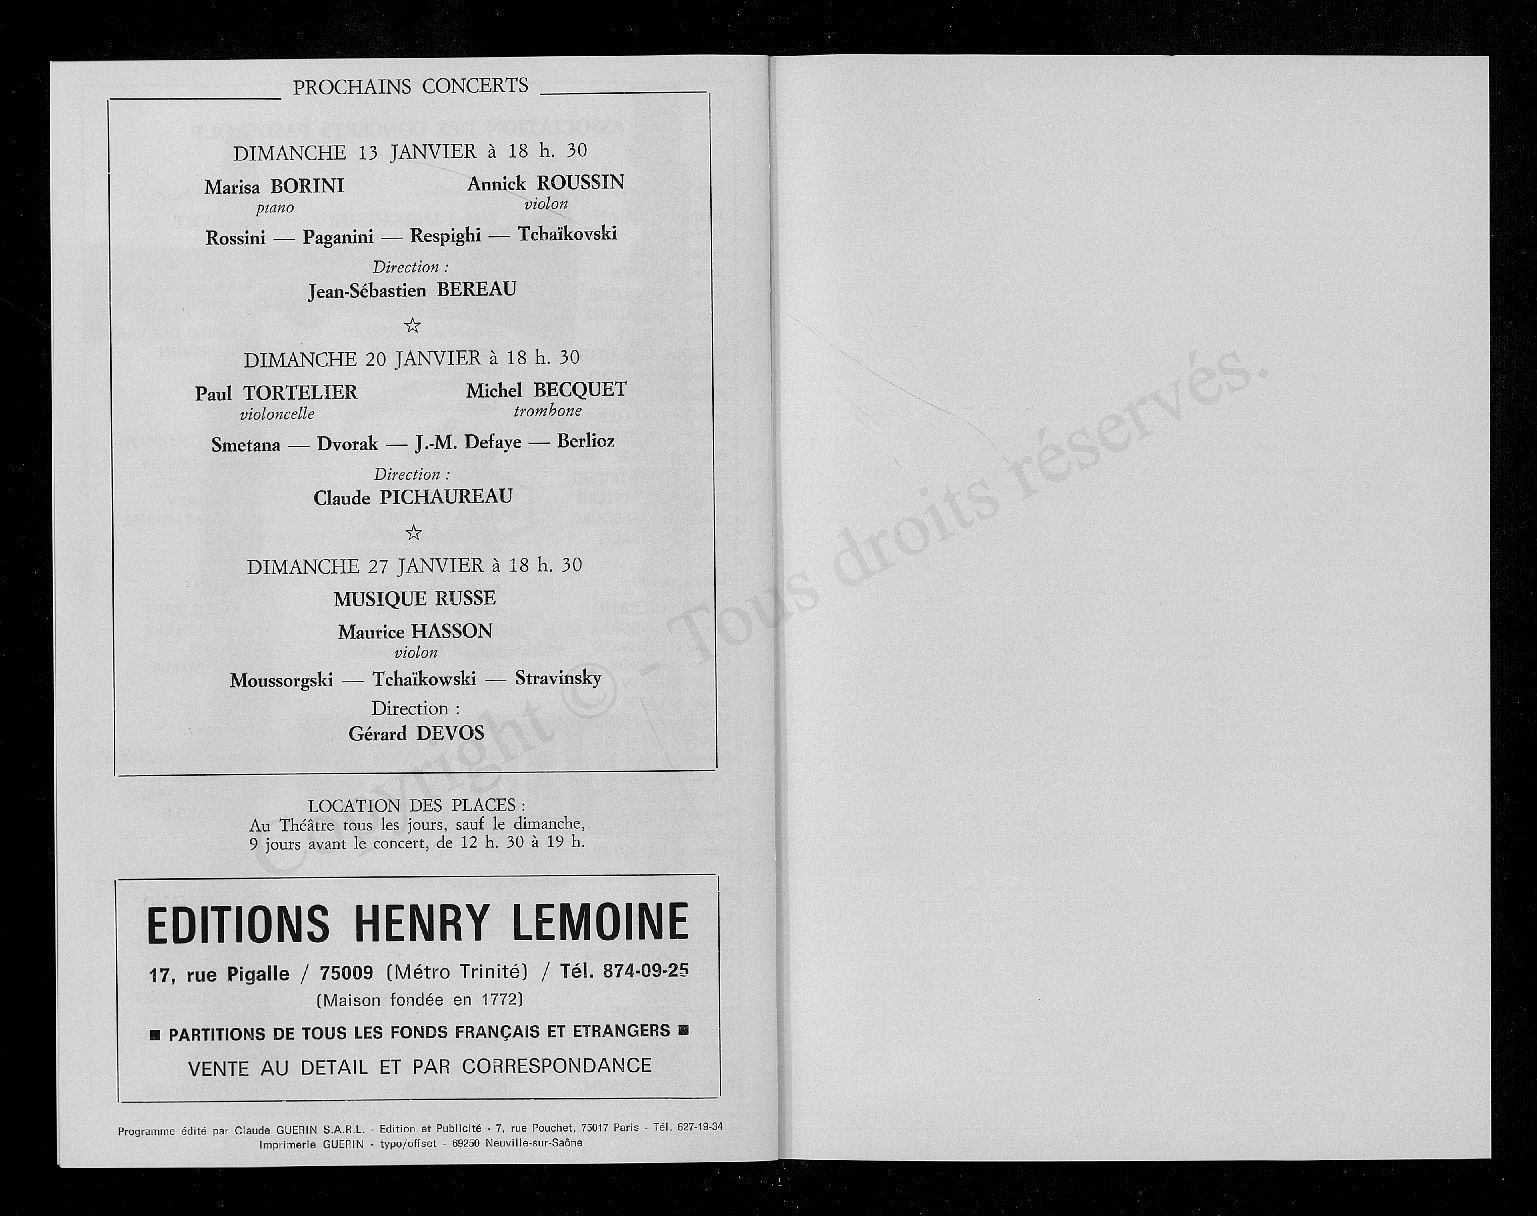 PROCHAINS CONCERTS
DIMANCHE 13 JANVIER à 18 h. 30
Marisa BORINI Annick ROUSSIN
piano violon
Rossini — Paganini — Respighi — Tchaïkovski
Direction :
Jean-Sébastien BEREAU
☆
DIMANCHE 20 JANVIER à 18 h. 30
Paul TORTELIER Michel BECQUET
violoncelle trombone
Smetana — Dvorak — J.-M. Defaye — Berlioz
Direction :
Claude PICHAUREAU
☆
DIMANCHE 27 JANVIER à 18 h. 30
MUSIQUE RUSSE
Maurice HASSON
violon
Moussorgski — Tchaïkowski — Stravinsky
Direction :
Gérard DEVOS
LOCATION DES PLACES :
Au Théâtre tous les jours, sauf le dimanche,
9 jours avant le concert, de 12 h. 30 à 19 h.
EDITIONS HENRY LEMOINE
17, rue Pigalle / 75009 (Métro Trinité) / Tél. 874-09-25
(Maison fondée en 1772)
■ PARTITIONS DE TOUS LES FONDS FRANÇAIS ET ETRANGERS ■
VENTE AU DETAIL ET PAR CORRESPONDANCE
Programme édité par Claude GUERIN S.A.R.L. - Edition et Publicité - 7, rue Pouchet, 75017 Paris - Tél. 627-19-34
Imprimerie GUERIN - typo/offset - 69250 Neuville-sur-Saône
Copyright © - Tous droits réservés.